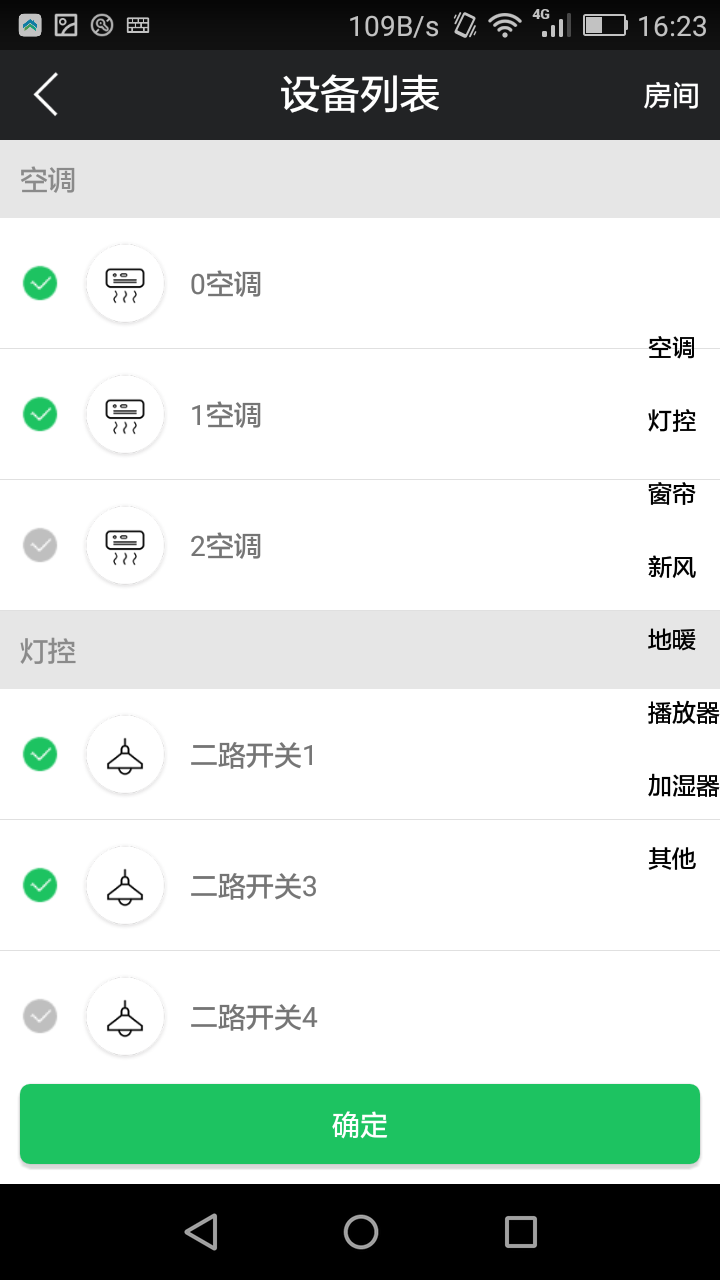 109B/s 4G 16:23
设备列表 房间
空调
0空调
空调
1空调
灯控
窗帘
2空调
新风
地暖
灯控
播放器
二路开关1
加湿器
其他
二路开关3
二路开关4
确定